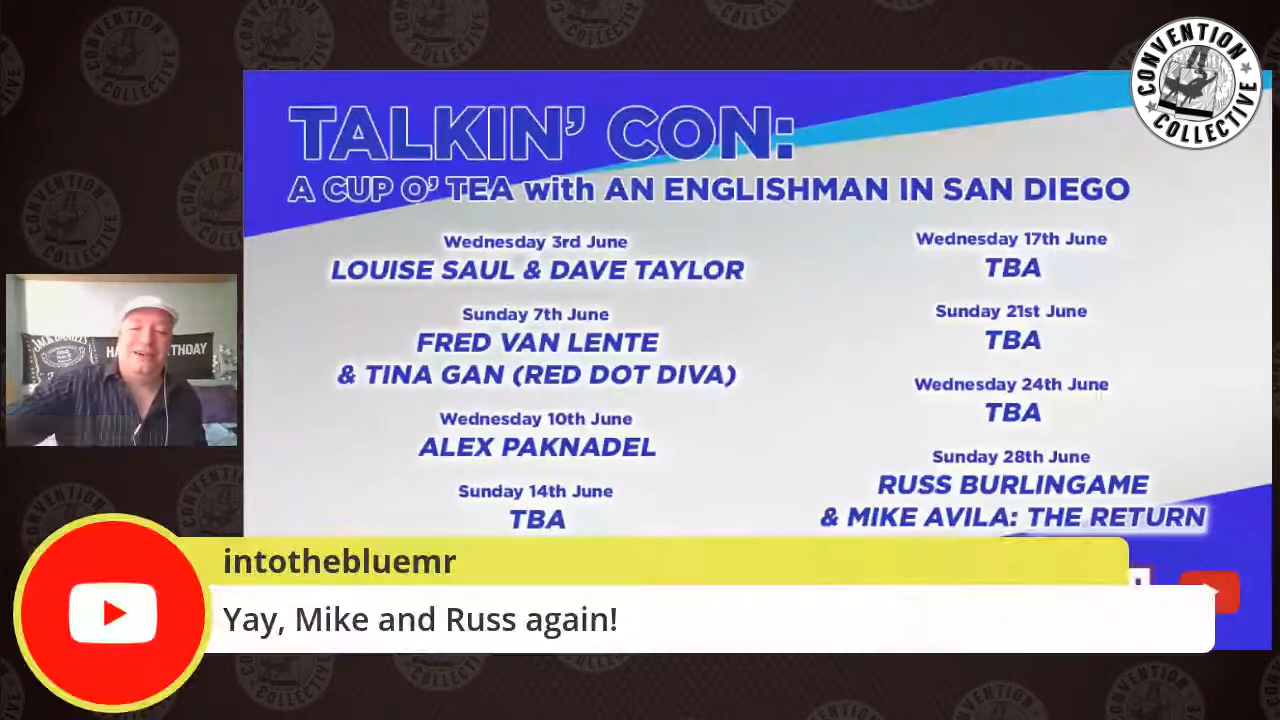 CONVENTION
COLLECTIVE
TALKIN' CON:
A CUP O' TEA with AN ENGLISHMAN IN SAN DIEGO
Wednesday 3rd June
LOUISE SAUL & DAVE TAYLOR
Sunday 7th June
FRED VAN LENTE
& TINA GAN (RED DOT DIVA)
Wednesday 10th June
ALEX PAKNADEL
Sunday 14th June
TBA
Wednesday 17th June
TBA
Sunday 21st June
TBA
Wednesday 24th June
TBA
Sunday 28th June
RUSS BURLINGAME
& MIKE AVILA: THE RETURN
JACK DANIEL'S
intothebluemr
Yay, Mike and Russ again!